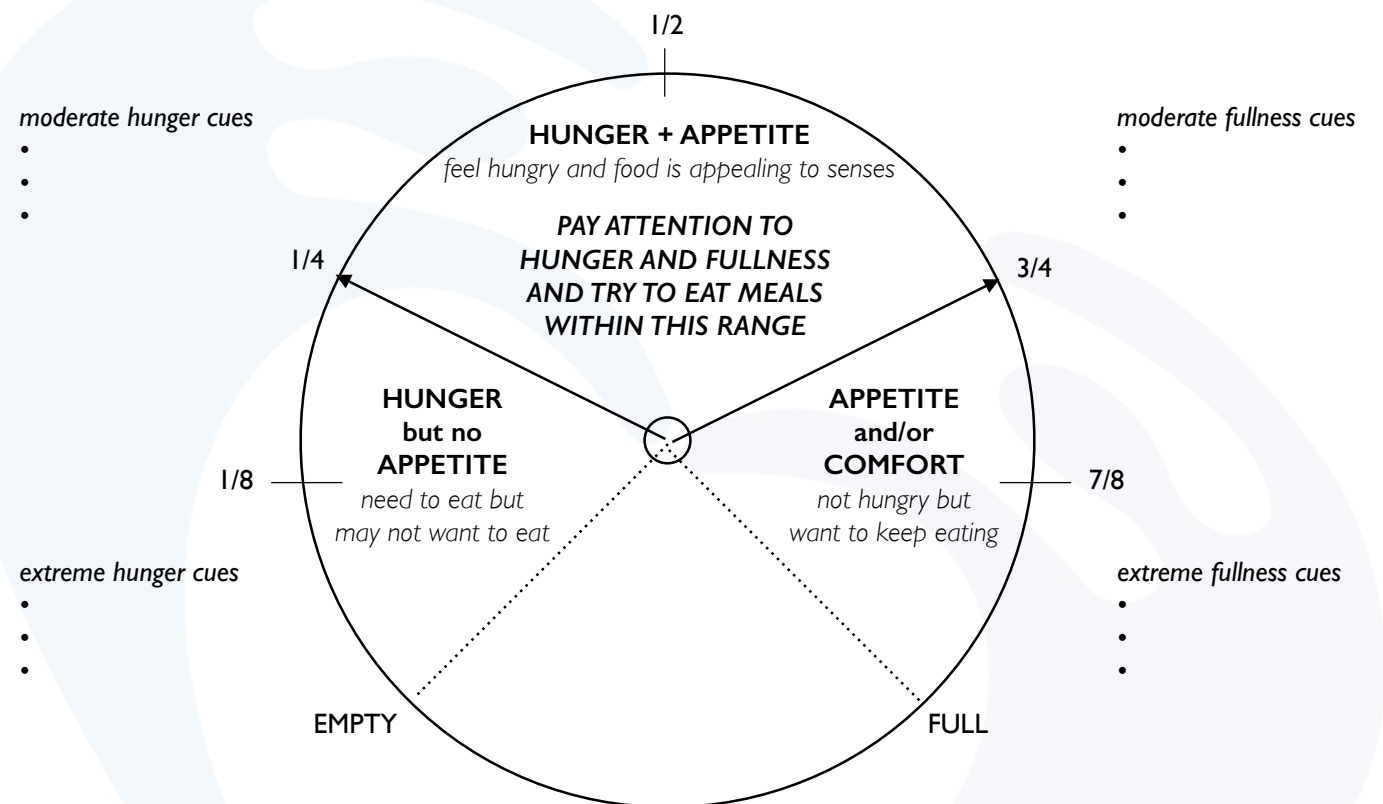 1/2
moderate hunger cues
•
•
•
moderate fullness cues
•
•
•
HUNGER + APPETITE
feel hungry and food is appealing to senses
PAY ATTENTION TO
HUNGER AND FULLNESS
AND TRY TO EAT MEALS
WITHIN THIS RANGE
1/4
3/4
HUNGER
but no
APPETITE
need to eat but
may not want to eat
APPETITE
and/or
COMFORT
not hungry but
want to keep eating
1/8
7/8
extreme hunger cues
•
•
•
extreme fullness cues
•
•
•
EMPTY
FULL